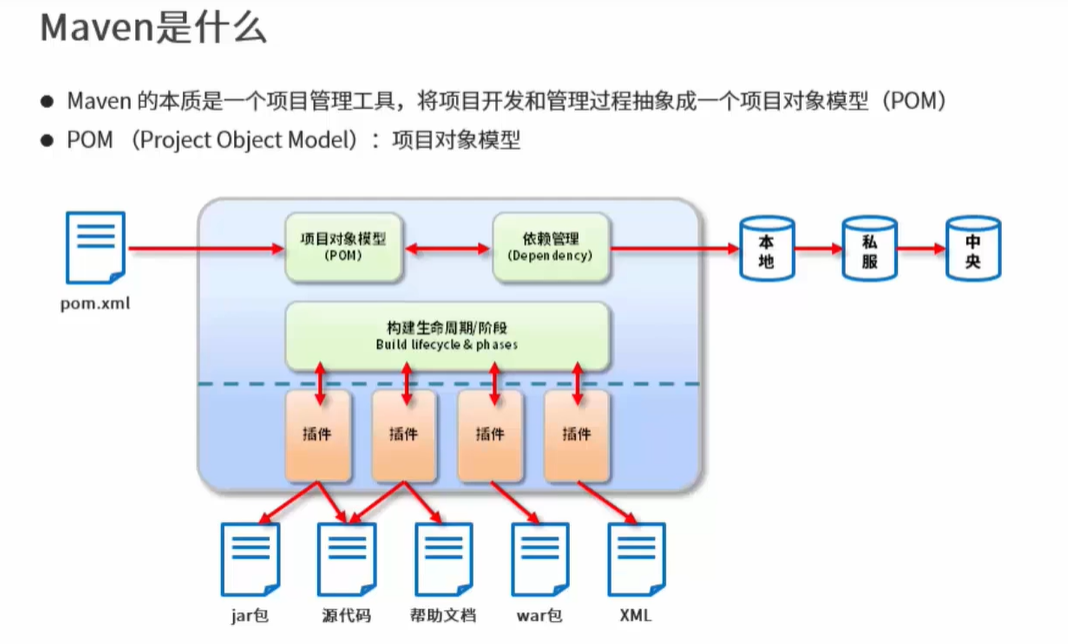 Maven是什么
● Maven 的本质是一个项目管理工具，将项目开发和管理过程抽象成一个项目对象模型（POM）
● POM （Project Object Model）：项目对象模型
项目对象模型
(POM)
依赖管理
(Dependency)
本
地
私
服
中
央
pom.xml
构建生命周期/阶段
Build lifecycle & phases
插件
插件
插件
插件
jar包
源代码
帮助文档
war包
XML